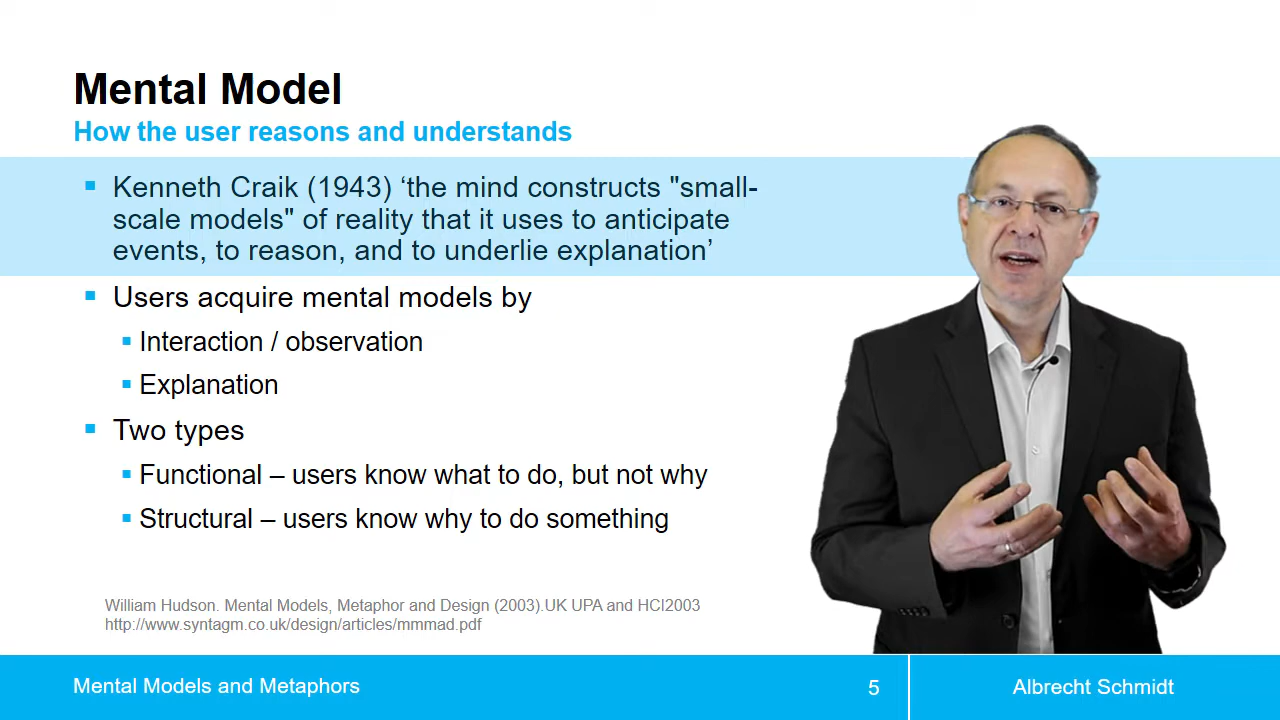 Mental Model
How the user reasons and understands
Kenneth Craik (1943) ‘the mind constructs "small-
scale models" of reality that it uses to anticipate
events, to reason, and to underlie explanation’
Users acquire mental models by
Interaction / observation
Explanation
Two types
Functional – users know what to do, but not why
Structural – users know why to do something
William Hudson. Mental Models, Metaphor and Design (2003).UK UPA and HCI2003
http://www.syntagm.co.uk/design/articles/mmmad.pdf
Mental Models and Metaphors
5
Albrecht Schmidt